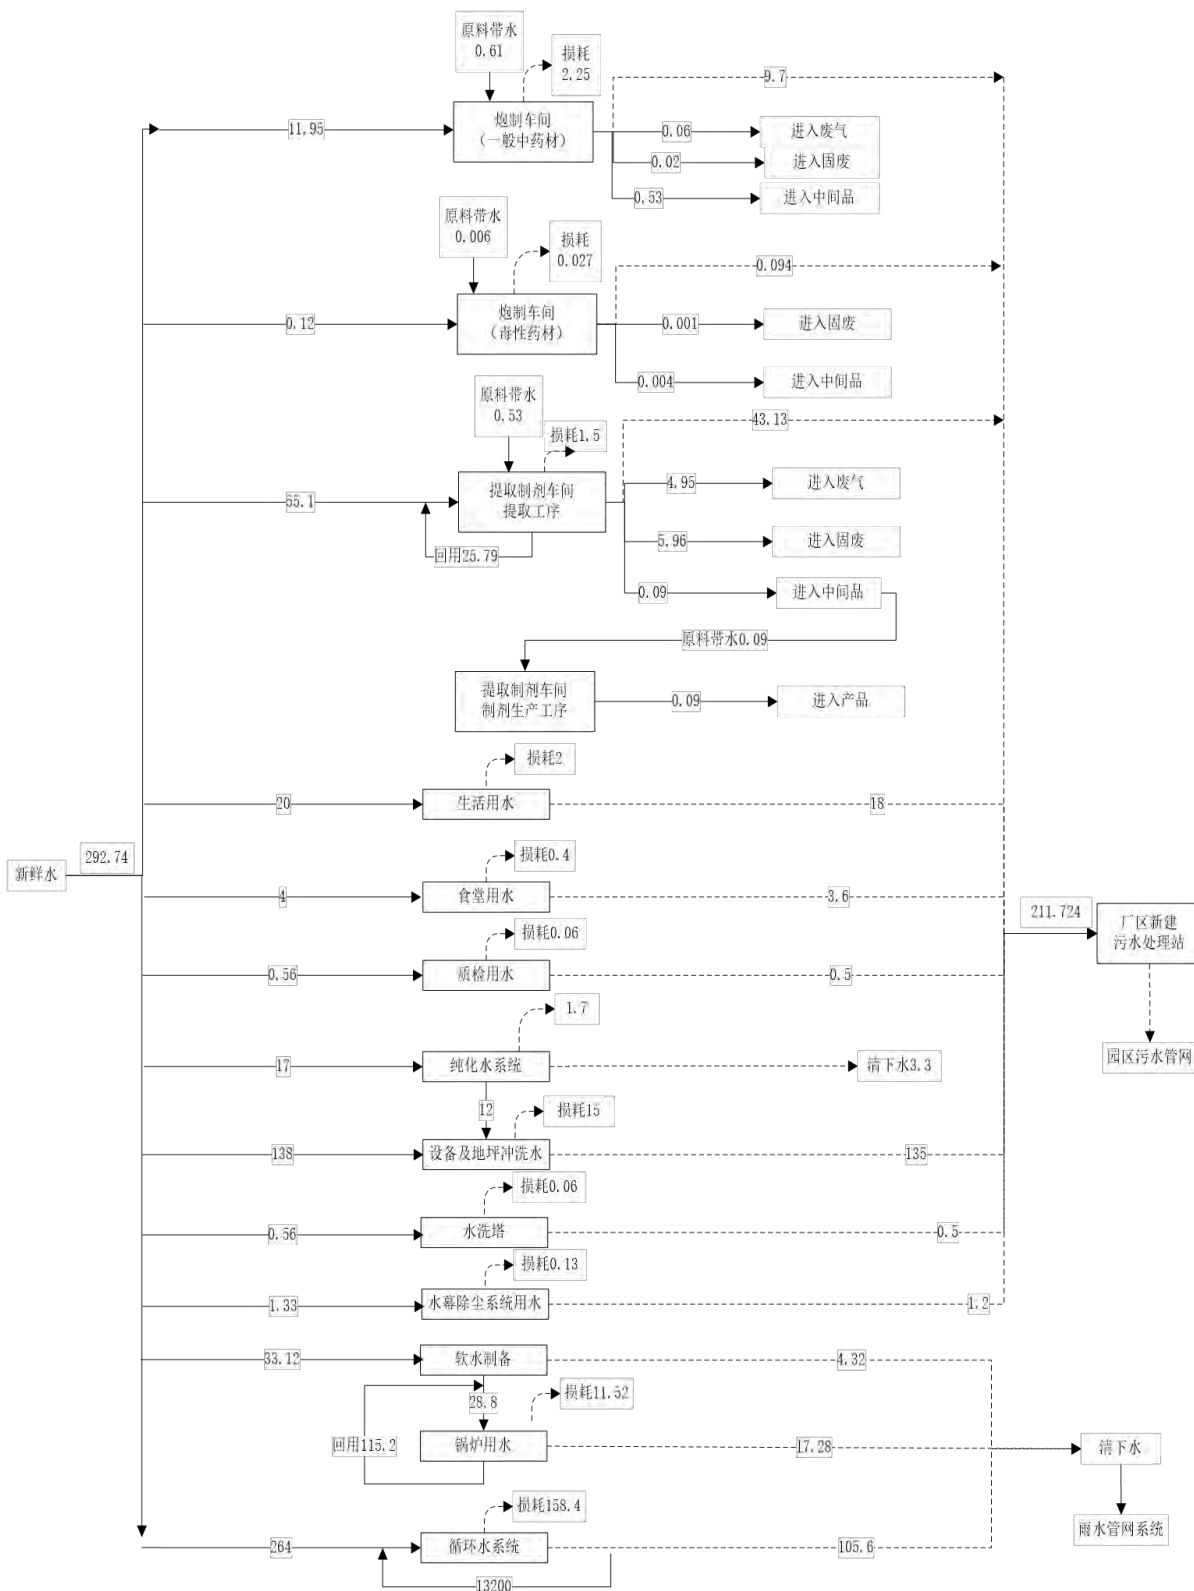 原料带水
0.61
损耗
2.25
9.7
11.95
炮制车间
（一般中药材）
0.06
进入废气
0.02
进入固废
0.53
进入中间品
原料带水
0.006
损耗
0.027
0.094
0.12
炮制车间
（毒性药材）
0.001
进入固废
0.004
进入中间品
原料带水
0.53
损耗1.5
43.13
55.1
提取制剂车间
提取工序
4.95
进入废气
回用25.79
5.96
进入固废
0.09
进入中间品
原料带水0.09
提取制剂车间
制剂生产工序
0.09
进入产品
损耗2
20
生活用水
18
新鲜水
292.74
损耗0.4
4
食堂用水
3.6
211.724
厂区新建
污水处理站
损耗0.06
0.56
质检用水
0.5
1.7
园区污水管网
17
纯化水系统
清下水3.3
12
损耗15
138
设备及地坪冲洗水
135
损耗0.06
0.56
水洗塔
0.5
损耗0.13
1.33
水幕除尘系统用水
1.2
33.12
软水制备
4.32
28.8
损耗11.52
回用115.2
锅炉用水
17.28
清下水
损耗158.4
雨水管网系统
264
循环水系统
105.6
13200